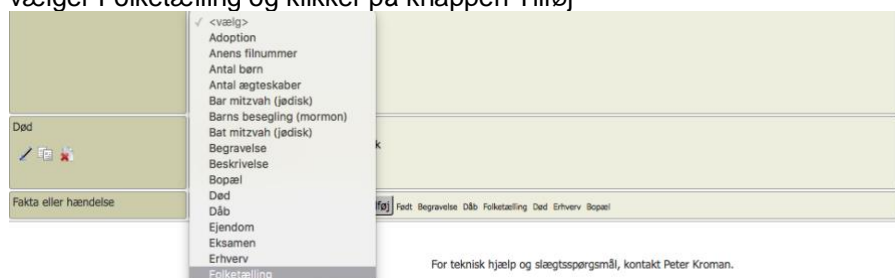 vælger Folketælling og klikker på knappen Tilføj
<vælg>
Adoption
Anens filnummer
Antal børn
Antal ægteskaber
Bar mitzvah (jødisk)
Barns besegling (mormon)
Bat mitzvah (jødisk)
Begravelse
Beskrivelse
Bopæl
Død
Dåb
Ejendom
Eksamen
Erhverv
Folketælling
Død
k
Fakta eller hændelse
lføj Født Begravelse Dåb Folketælling Død Erhverv Bopæl
For teknisk hjælp og slægtsspørgsmål, kontakt Peter Kroman.